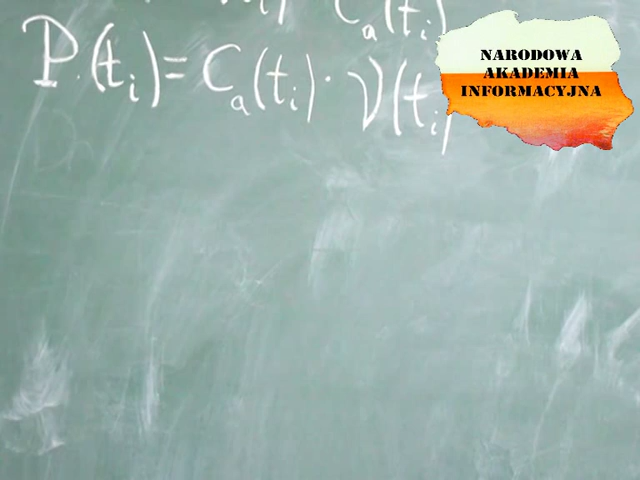 P.(tᵢ) = Cₐ(tᵢ) · V(tᵢ)
NARODOWA
AKADEMIA
INFORMACYJNA